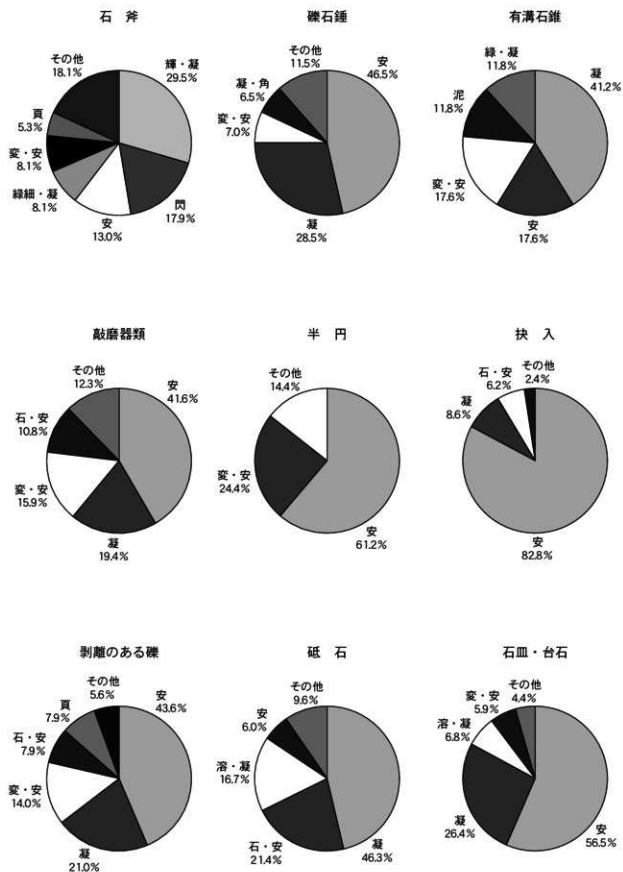 石　斧
その他
18.1%
輝・凝
29.5%
頁
5.3%
変・安
8.1%
緑細・凝
8.1%
安
13.0%
閃
17.9%
礫石錘
その他
11.5%
安
46.5%
凝・角
6.5%
変・安
7.0%
凝
28.5%
有溝石錐
緑・凝
11.8%
凝
41.2%
泥
11.8%
変・安
17.6%
安
17.6%
敲磨器類
その他
12.3%
安
41.6%
石・安
10.8%
変・安
15.9%
凝
19.4%
半　円
その他
14.4%
変・安
24.4%
安
61.2%
抉　入
その他
2.4%
石・安
6.2%
凝
8.6%
安
82.8%
剥離のある礫
その他
5.6%
安
43.6%
頁
7.9%
石・安
7.9%
変・安
14.0%
凝
21.0%
砥　石
その他
9.6%
安
6.0%
溶・凝
16.7%
石・安
21.4%
凝
46.3%
石皿・台石
その他
4.4%
変・安
5.9%
溶・凝
6.8%
凝
26.4%
安
56.5%